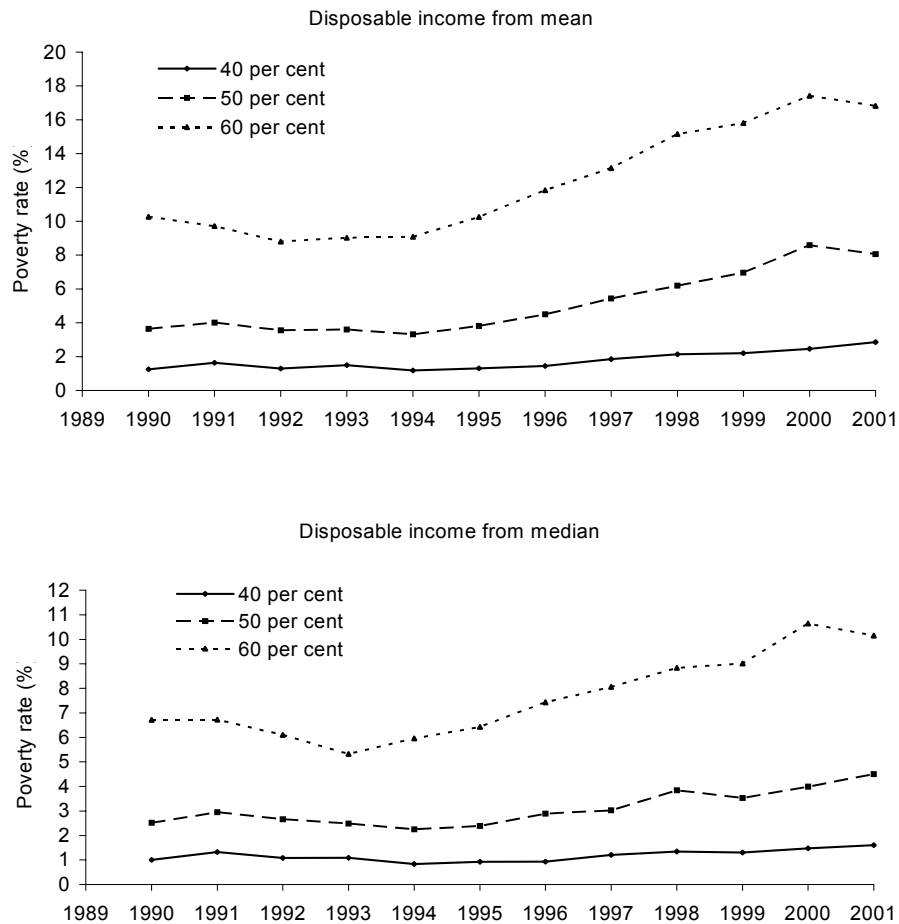 Disposable income from mean
20
18
16
14
12
10
8
6
4
2
0
Poverty rate (%
40 per cent
50 per cent
60 per cent
1989 1990 1991 1992 1993 1994 1995 1996 1997 1998 1999 2000 2001
Disposable income from median
12
11
10
9
8
7
6
5
4
3
2
1
0
Poverty rate (%
40 per cent
50 per cent
60 per cent
1989 1990 1991 1992 1993 1994 1995 1996 1997 1998 1999 2000 2001